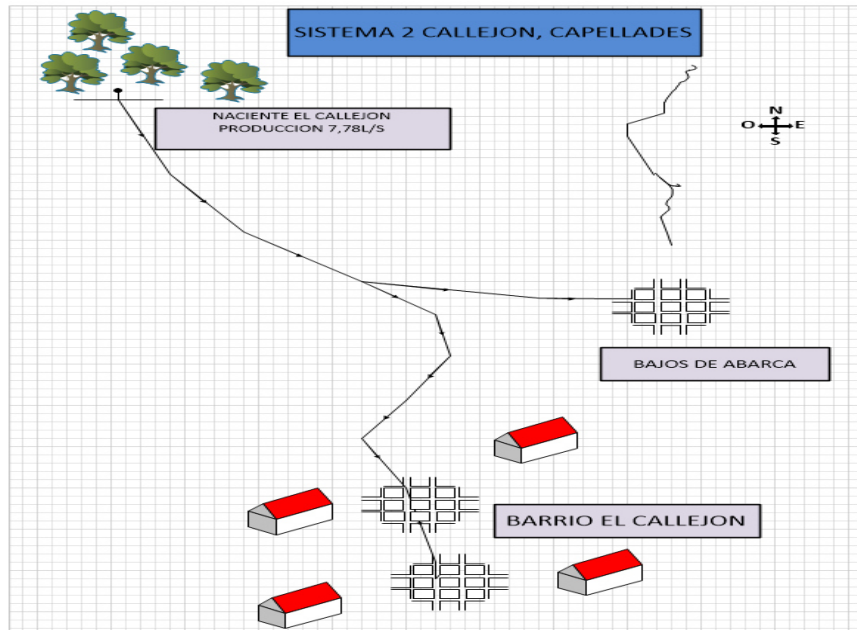 SISTEMA 2 CALLEJON, CAPELLADES
NACIENTE EL CALLEJON
PRODUCCION 7,78L/S
N
O E
S
BAJOS DE ABARCA
BARRIO EL CALLEJON